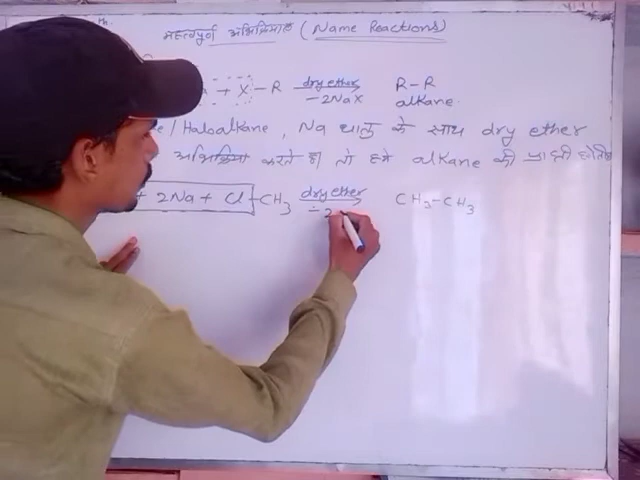 महत्वपूर्ण अभिक्रियाऐं (Name Reactions)
+ X - R dry ether R - R
-2NaX alkane
/ Haloalkane, Na धातु के साथ dry ether
अभिक्रिया करते है। तो हमे alkane की प्राप्ती होती
+ 2Na + Cl - CH3 dry ether CH3 - CH3
- 2